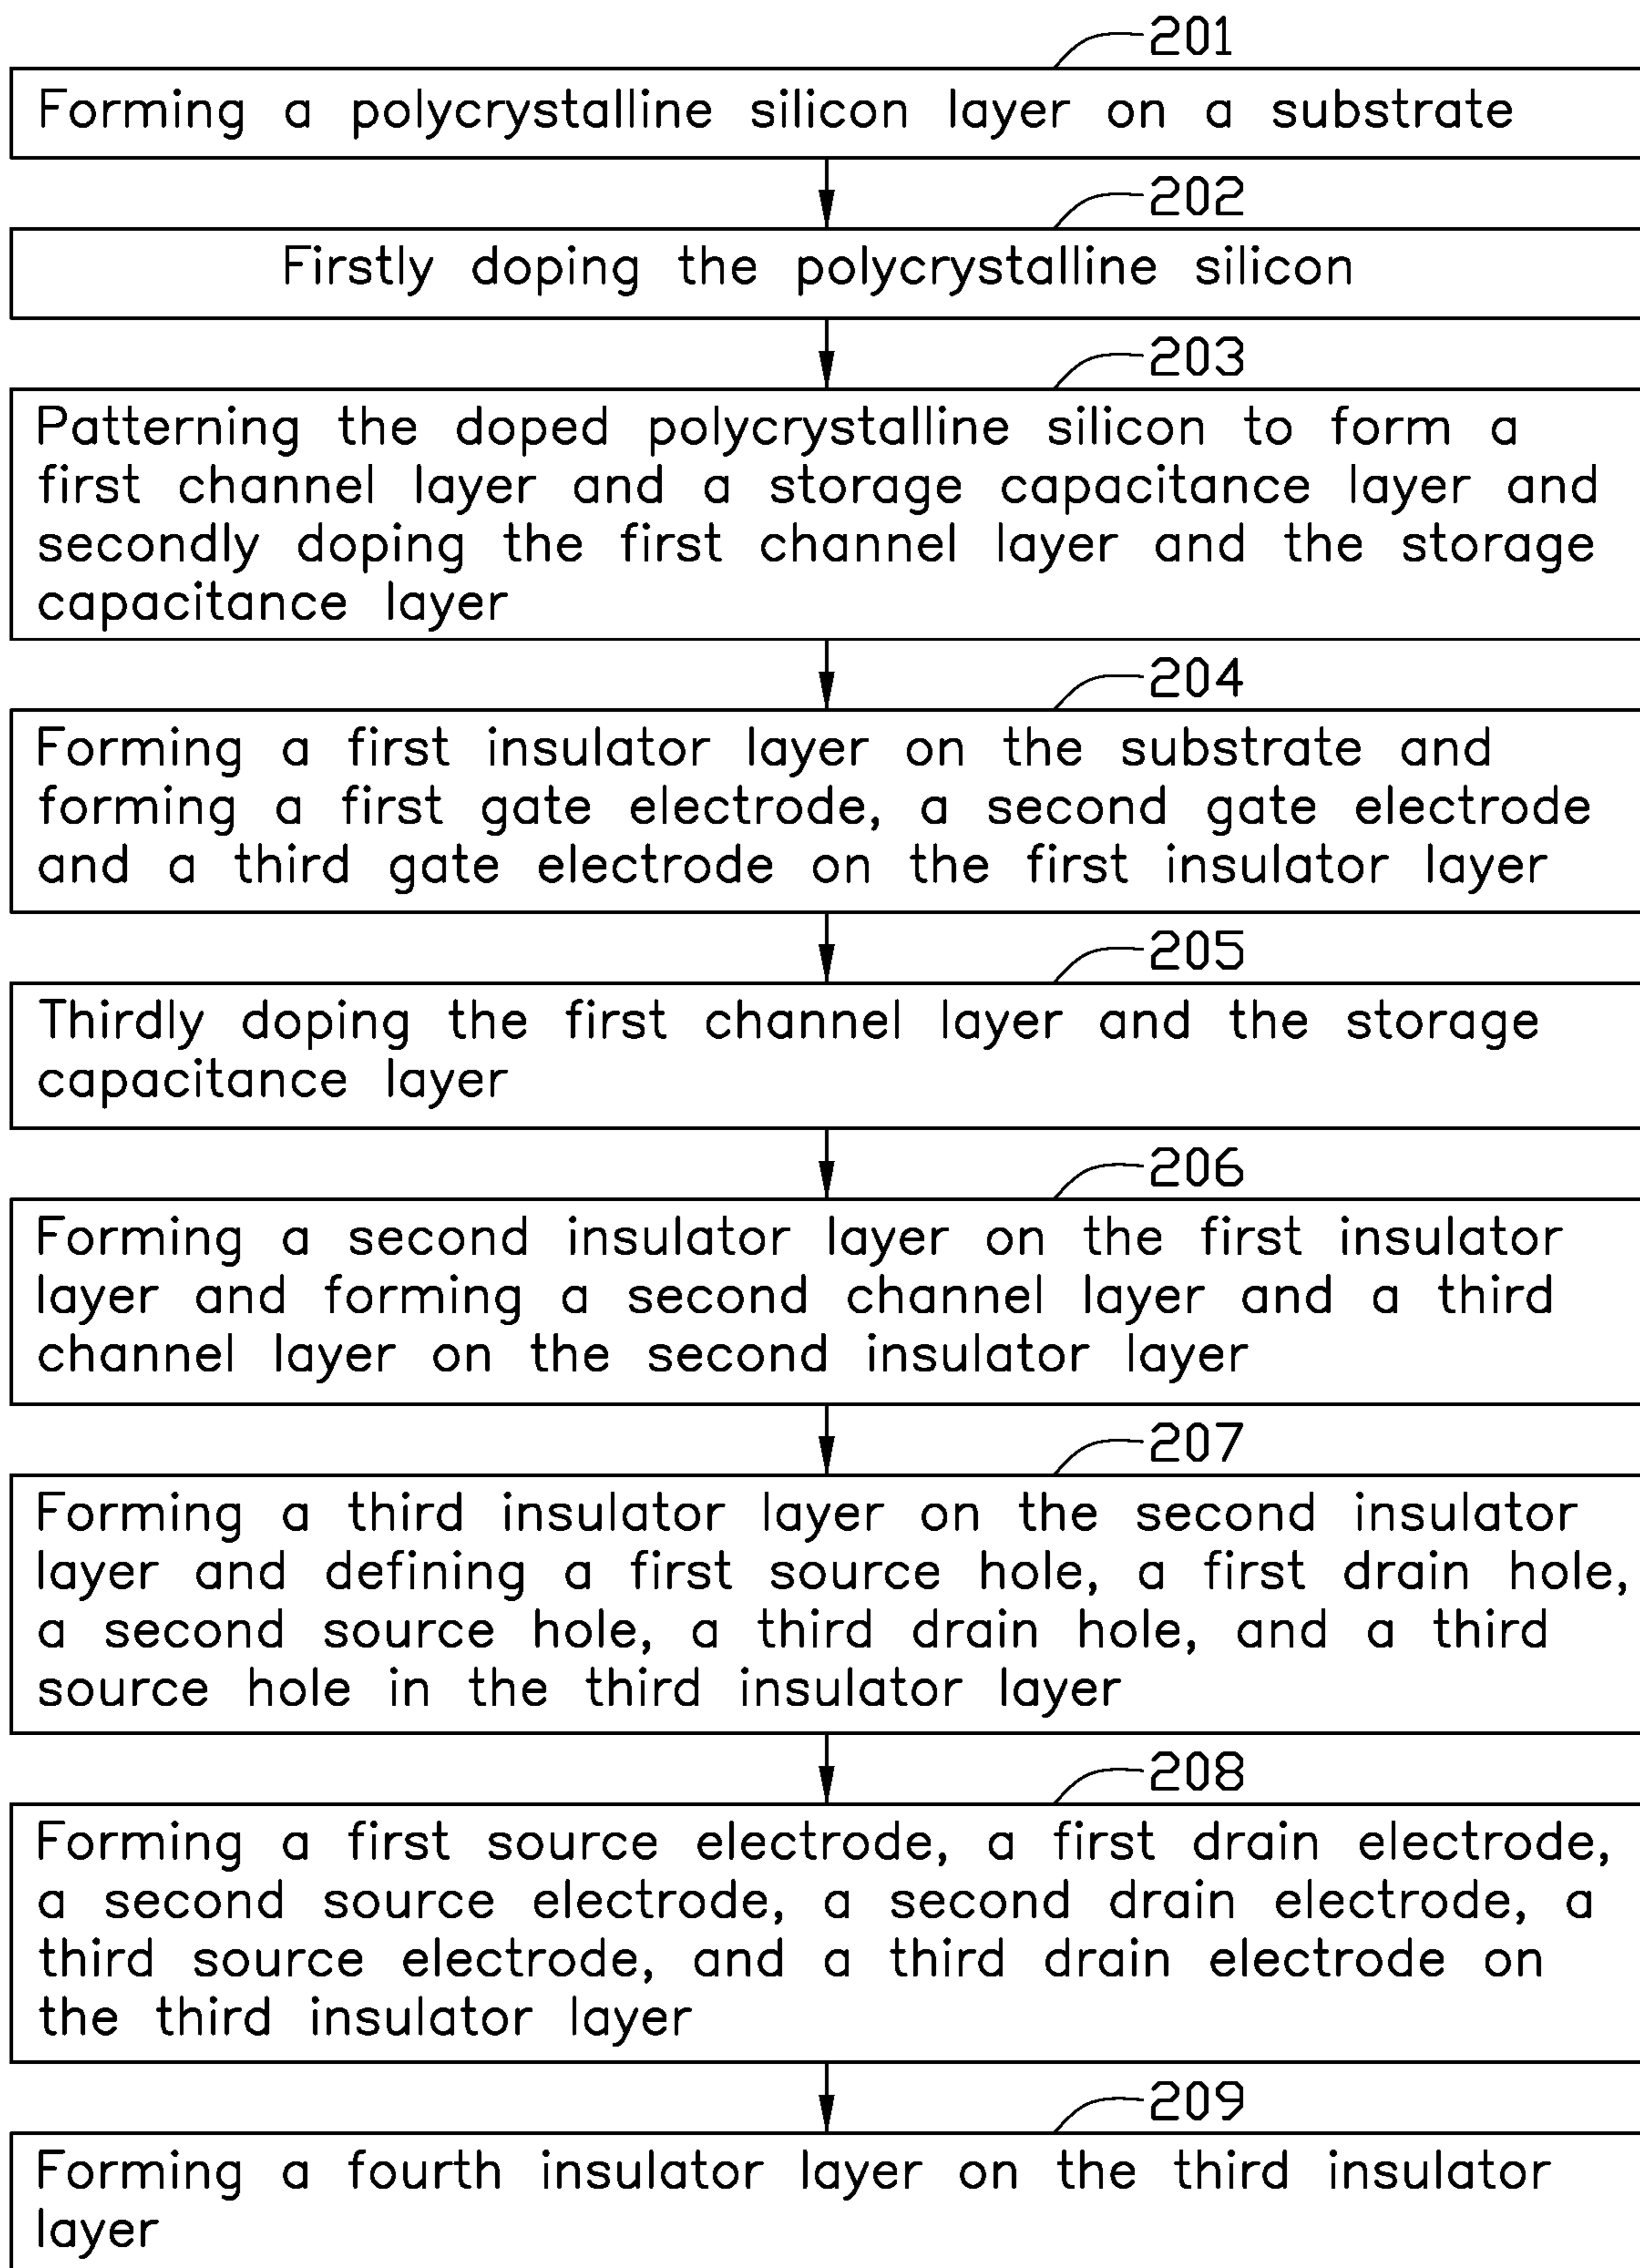 201
Forming a polycrystalline silicon layer on a substrate
202
Firstly doping the polycrystalline silicon
203
Patterning the doped polycrystalline silicon to form a
first channel layer and a storage capacitance layer and
secondly doping the first channel layer and the storage
capacitance layer
204
Forming a first insulator layer on the substrate and
forming a first gate electrode, a second gate electrode
and a third gate electrode on the first insulator layer
205
Thirdly doping the first channel layer and the storage
capacitance layer
206
Forming a second insulator layer on the first insulator
layer and forming a second channel layer and a third
channel layer on the second insulator layer
207
Forming a third insulator layer on the second insulator
layer and defining a first source hole, a first drain hole,
a second source hole, a third drain hole, and a third
source hole in the third insulator layer
208
Forming a first source electrode, a first drain electrode,
a second source electrode, a second drain electrode, a
third source electrode, and a third drain electrode on
the third insulator layer
209
Forming a fourth insulator layer on the third insulator
layer